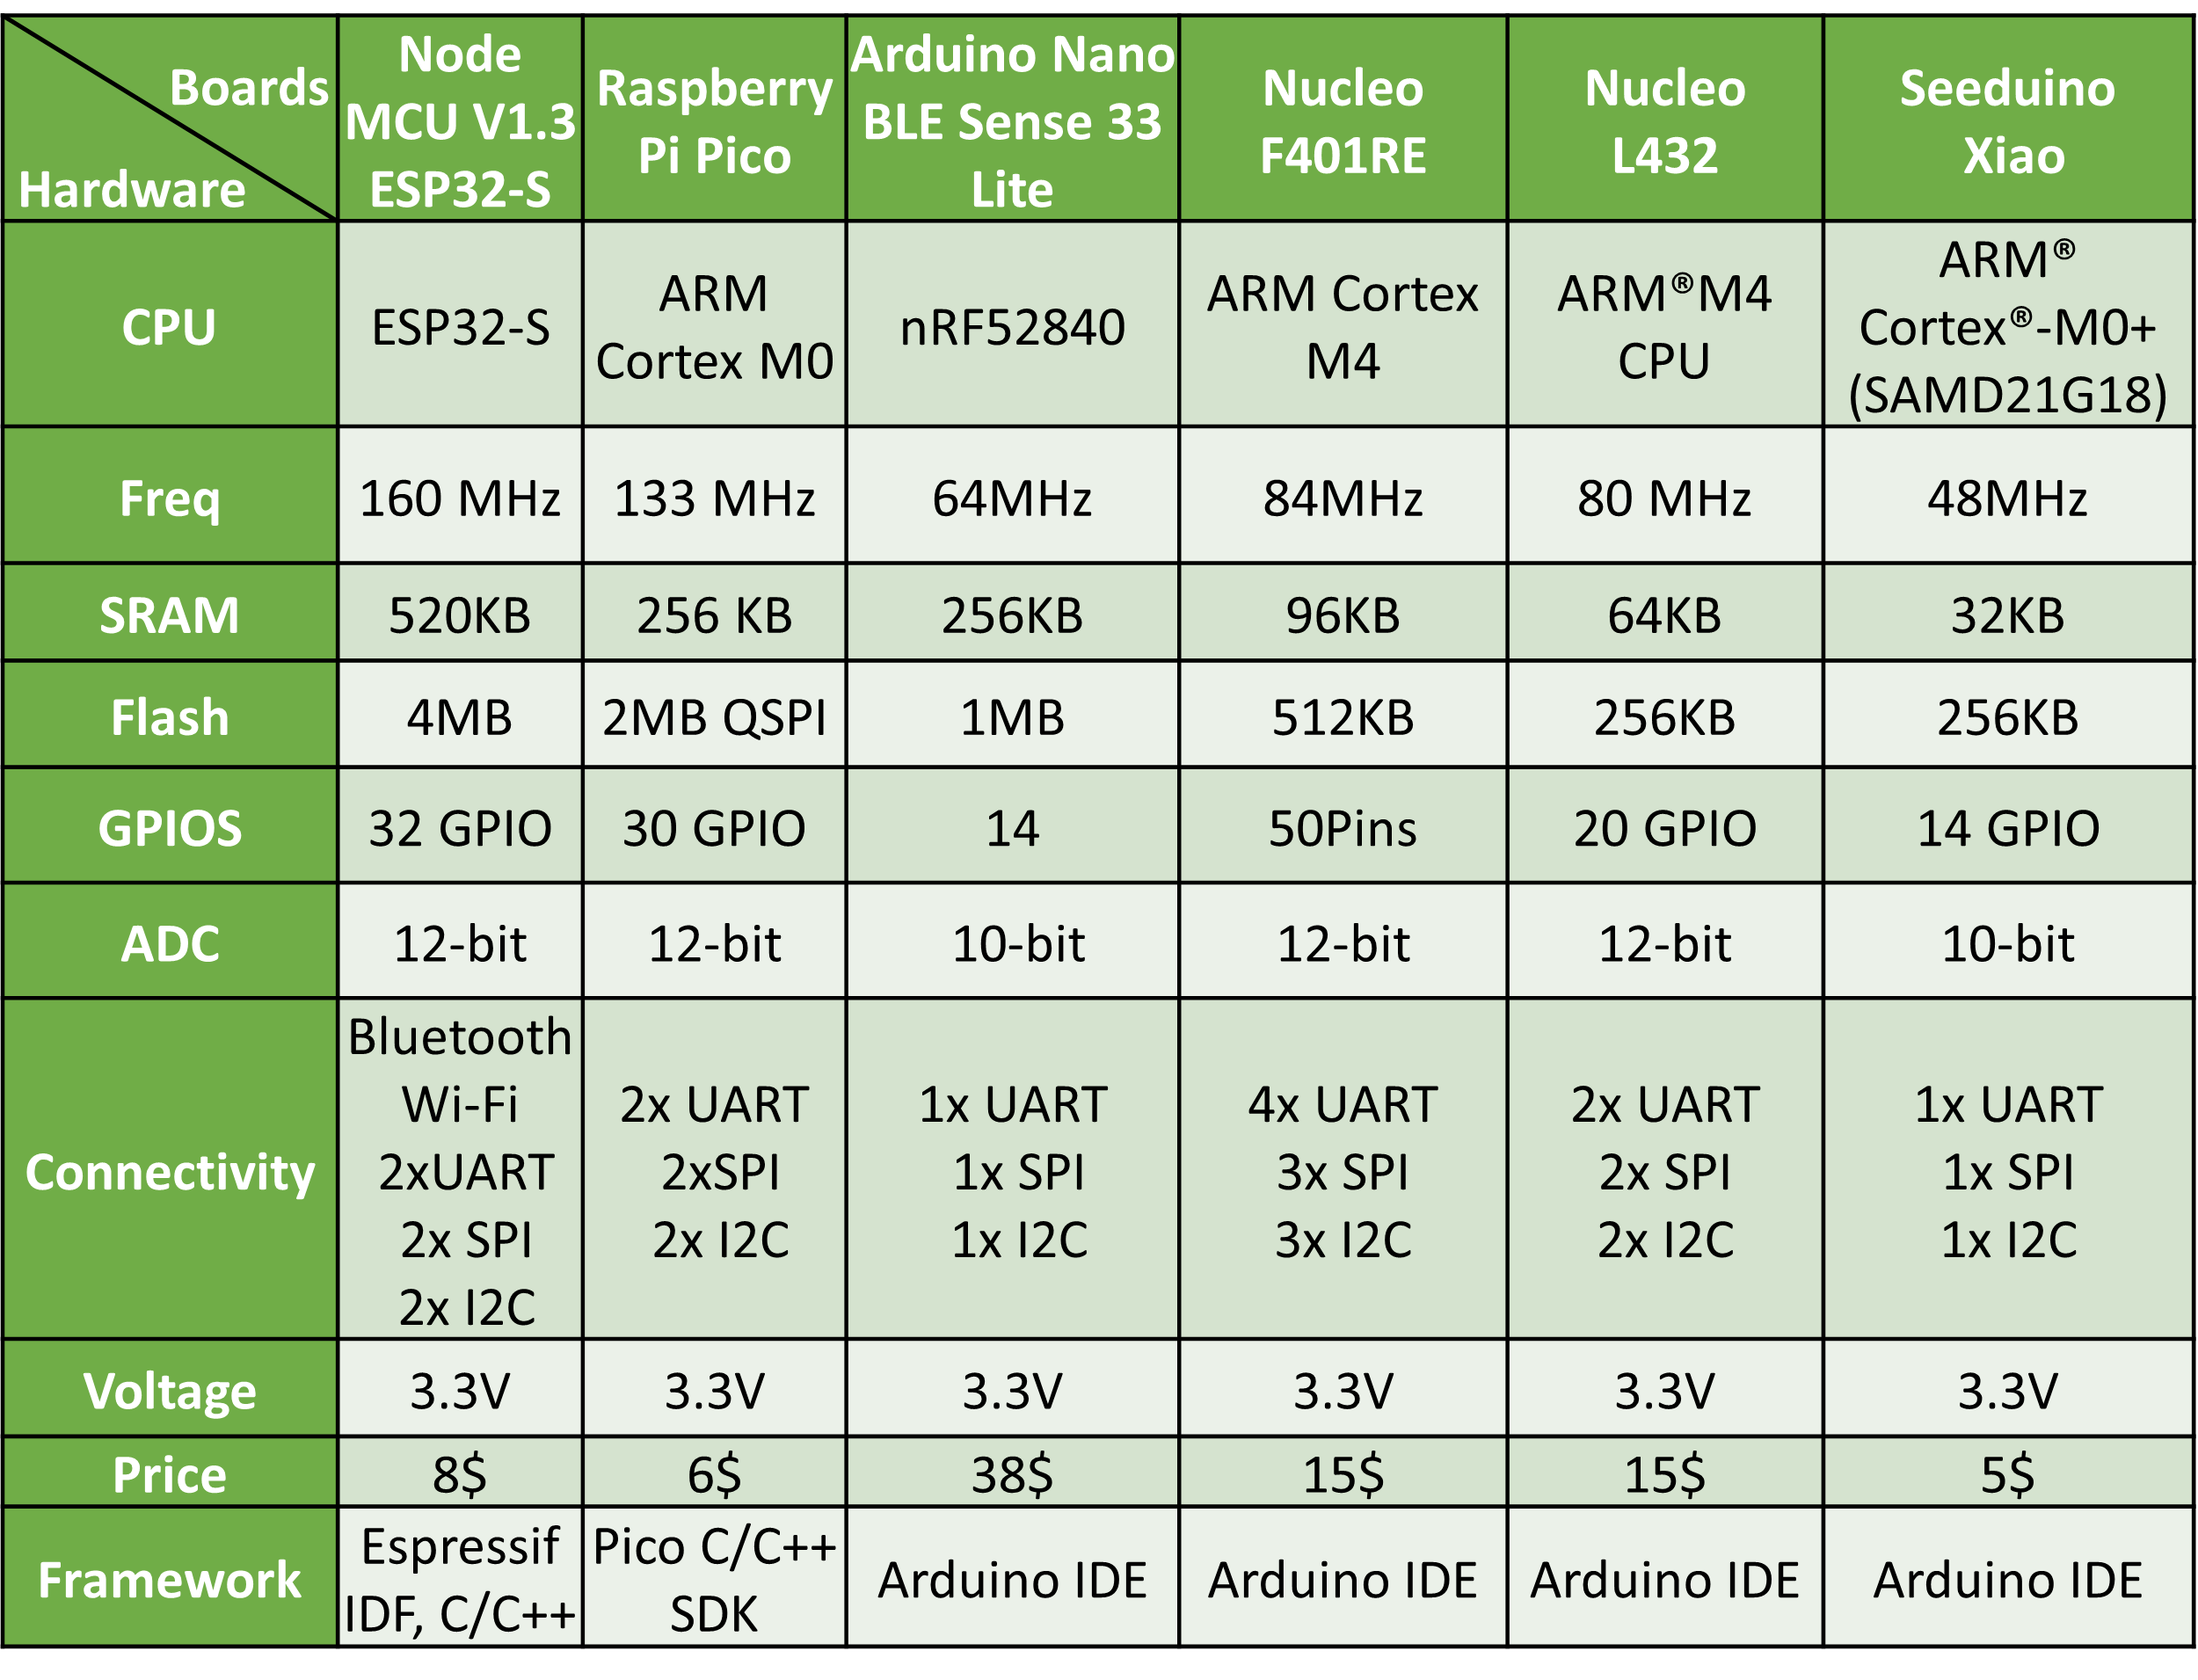 Boards
Hardware
Node
MCU V1.3
ESP32-S
Raspberry
Pi Pico
Arduino Nano
BLE Sense 33
Lite
Nucleo
F401RE
Nucleo
L432
Seeduino
Xiao
CPU
ESP32-S
ARM
Cortex M0
nRF52840
ARM Cortex
M4
ARM®M4
CPU
ARM®
Cortex®-M0+
(SAMD21G18)
Freq
160 MHz
133 MHz
64MHz
84MHz
80 MHz
48MHz
SRAM
520KB
256 KB
256KB
96KB
64KB
32KB
Flash
4MB
2MB QSPI
1MB
512KB
256KB
256KB
GPIOS
32 GPIO
30 GPIO
14
50Pins
20 GPIO
14 GPIO
ADC
12-bit
12-bit
10-bit
12-bit
12-bit
10-bit
Connectivity
Bluetooth
Wi-Fi
2xUART
2x SPI
2x I2C
2x UART
2xSPI
2x I2C
1x UART
1x SPI
1x I2C
4x UART
3x SPI
3x I2C
2x UART
2x SPI
2x I2C
1x UART
1x SPI
1x I2C
Voltage
3.3V
3.3V
3.3V
3.3V
3.3V
3.3V
Price
8$
6$
38$
15$
15$
5$
Framework
Espressif
IDF, C/C++
Pico C/C++
SDK
Arduino IDE
Arduino IDE
Arduino IDE
Arduino IDE